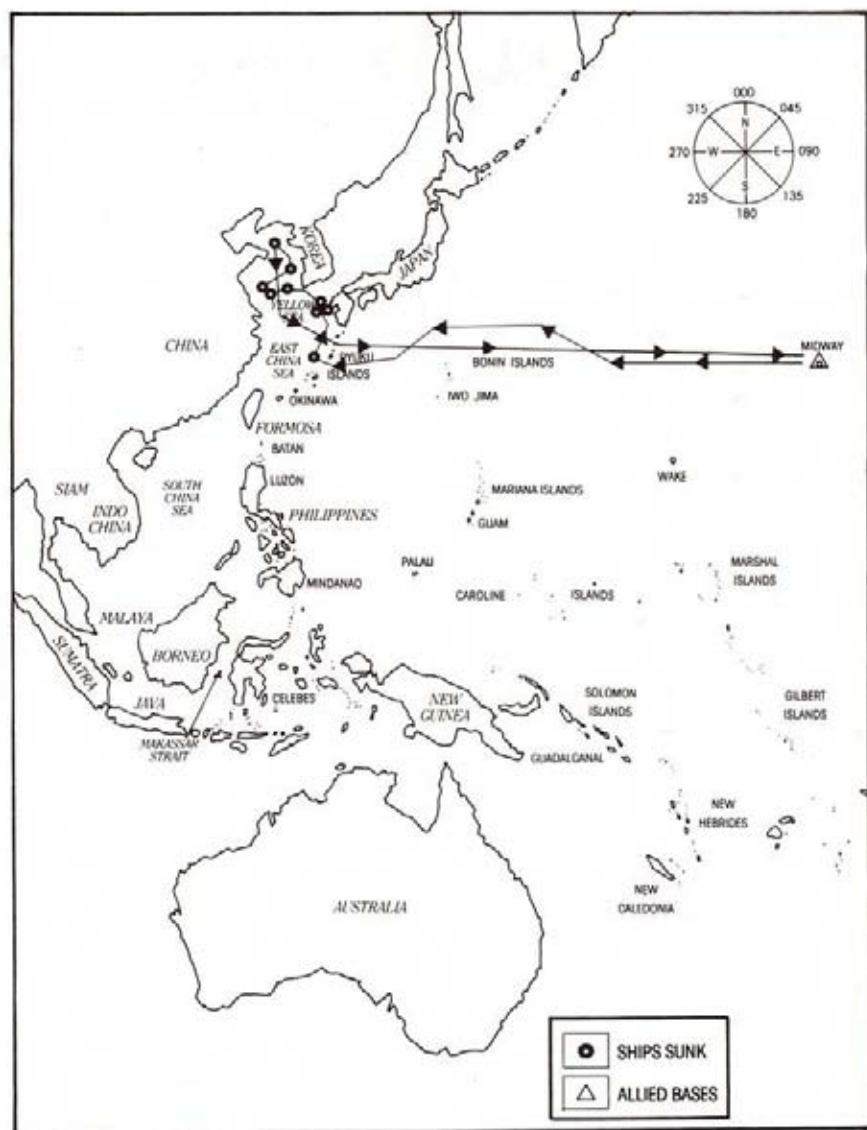 000
315
045
N
270
W
E
090
S
225
135
180
KOREA
JAPAN
YELLOW
SEA
CHINA
EAST
CHINA
SEA
RYUKU
ISLANDS
BONIN ISLANDS
MIDWAY
OKINAWA
IWO JIMA
FORMOSA
BATAN
LUZON
WAKE
SIAM
SOUTH
CHINA
SEA
INDO
CHINA
MARIANA ISLANDS
PHILIPPINES
GUAM
PALAU
MARSHAL
ISLANDS
MINDANAO
CAROLINE
ISLANDS
MALAYA
SUMATRA
BORNEO
JAVA
CELEBES
NEW
GUINEA
SOLOMON
ISLANDS
GILBERT
ISLANDS
MAKASSAR
STRAIT
GUADALCANAL
NEW
HEBRIDES
NEW
CALEDONIA
AUSTRALIA
SHIPS SUNK
ALLIED BASES